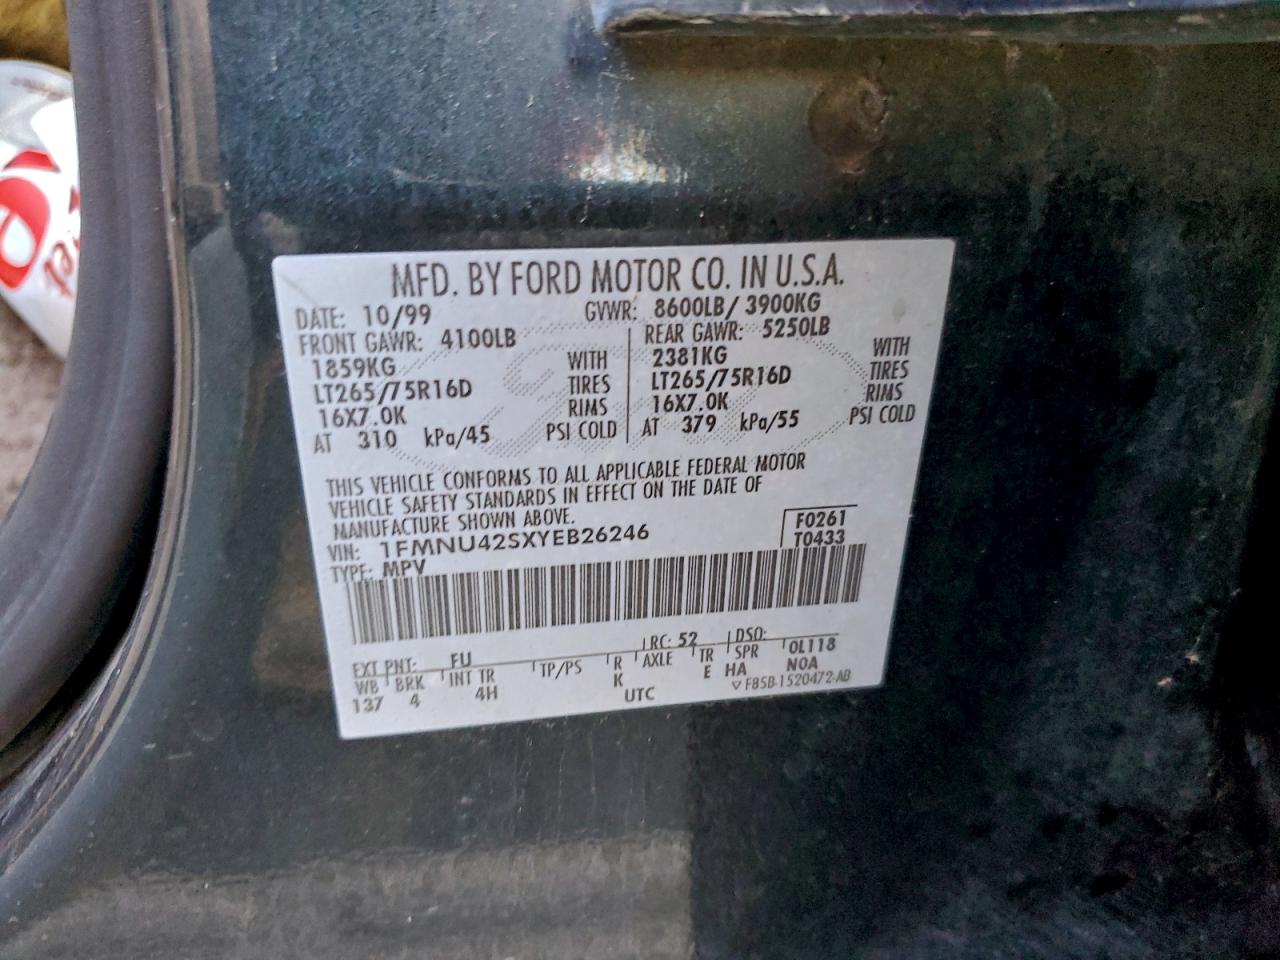 MFD. BY FORD MOTOR CO. IN U.S.A.
DATE: 10/99 GVWR: 8600LB/ 3900KG
FRONT GAWR: 4100LB REAR GAWR: 5250LB
1859KG WITH 2381KG WITH
LT265/75R16D TIRES LT265/75R16D TIRES
16X7.0K RIMS 16X7.0K RIMS
AT 310 kPa/45 PSI COLD AT 379 kPa/55 PSI COLD
THIS VEHICLE CONFORMS TO ALL APPLICABLE FEDERAL MOTOR
VEHICLE SAFETY STANDARDS IN EFFECT ON THE DATE OF
MANUFACTURE SHOWN ABOVE.
VIN: 1FMNU42SXYEB26246 F0261
TYPE: MPV T0433
EXT PNT: FU RC: 52 DSO:
WB BRK INT TR TP/PS R AXLE TR SPR 0L118
137 4 4H K UTC E HA N0A
F85B-1520472-AB